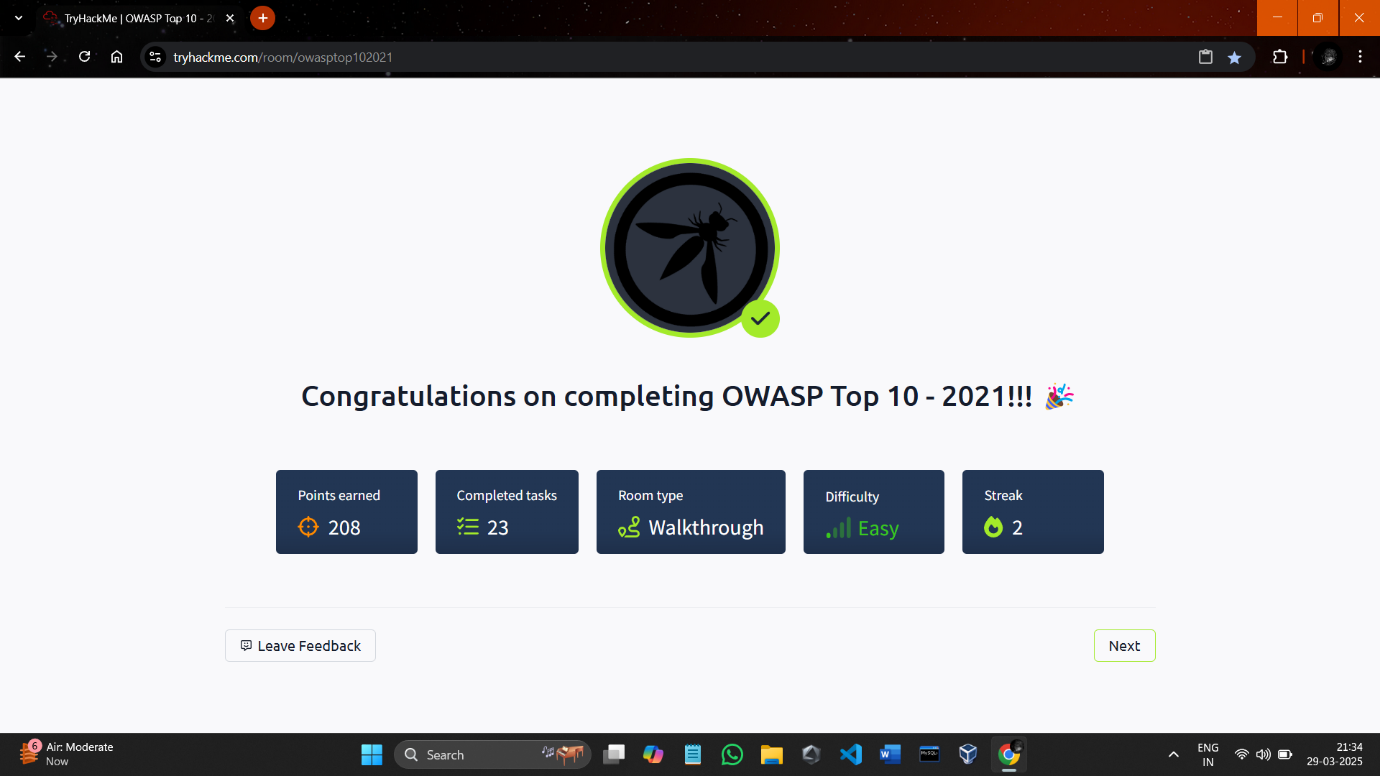 TryHackMe | OWASP Top 10 - 2
tryhackme.com/room/owasptop102021
Congratulations on completing OWASP Top 10 - 2021!!! 🎉
Points earned
208
Completed tasks
23
Room type
Walkthrough
Difficulty
Easy
Streak
2
Leave Feedback
Next
6
Air: Moderate
Now
Search
MySQL
ENG
IN
21:34
29-03-2025